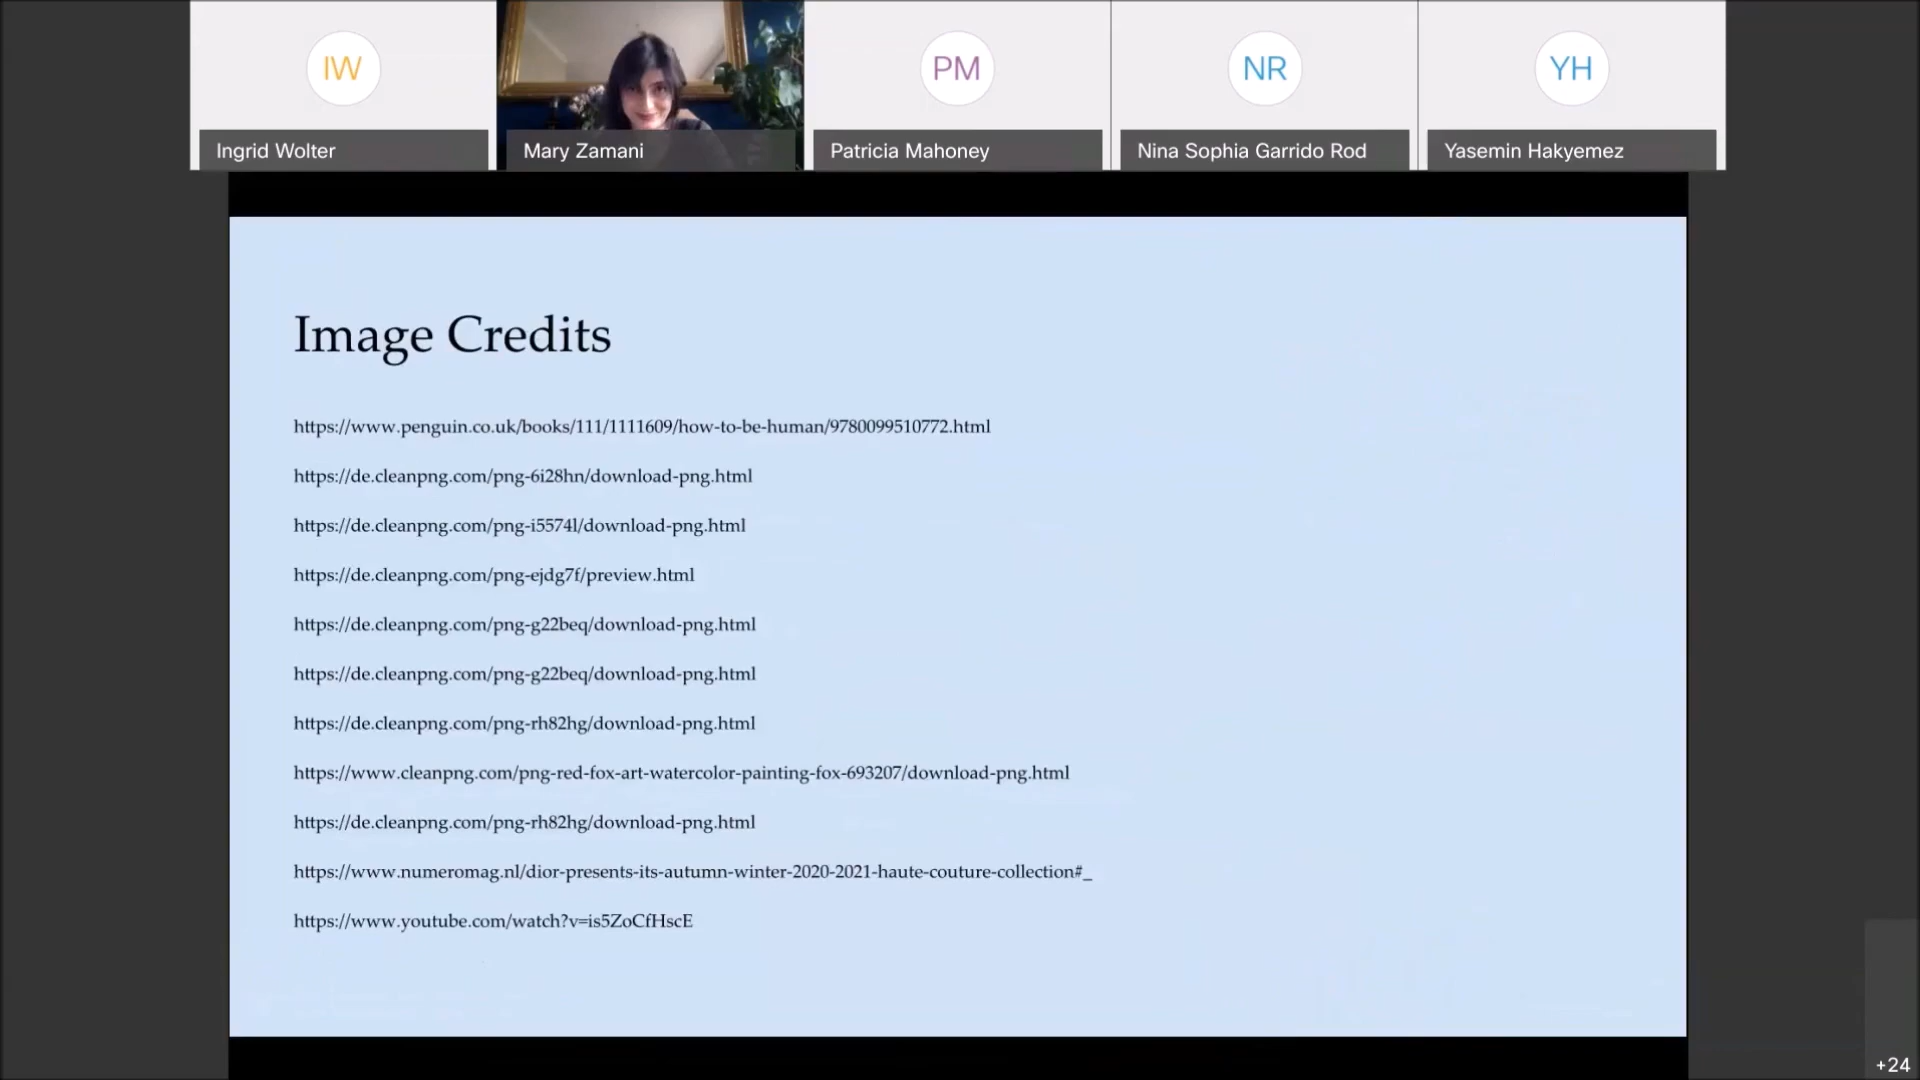 IW
PM
NR
YH
Ingrid Wolter
Mary Zamani
Patricia Mahoney
Nina Sophia Garrido Rod
Yasemin Hakyemez
Image Credits
https://www.penguin.co.uk/books/111/1111609/how-to-be-human/9780099510772.html
https://de.cleanpng.com/png-6i28hn/download-png.html
https://de.cleanpng.com/png-i5574l/download-png.html
https://de.cleanpng.com/png-ejdg7f/preview.html
https://de.cleanpng.com/png-g22beq/download-png.html
https://de.cleanpng.com/png-g22beq/download-png.html
https://de.cleanpng.com/png-rh82hg/download-png.html
https://www.cleanpng.com/png-red-fox-art-watercolor-painting-fox-693207/download-png.html
https://de.cleanpng.com/png-rh82hg/download-png.html
https://www.numeromag.nl/dior-presents-its-autumn-winter-2020-2021-haute-couture-collection#_
https://www.youtube.com/watch?v=is5ZoCfHscE
+24